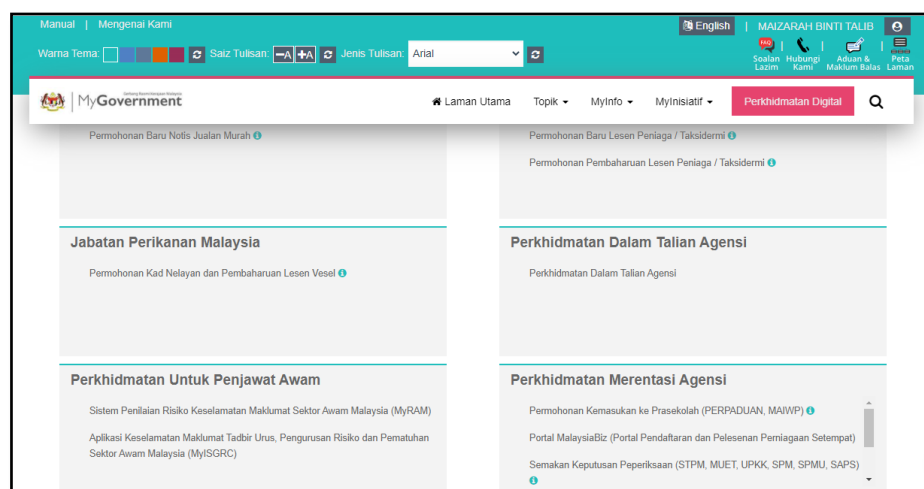 Manual | Mengenai Kami
English | MAIZARAH BINTI TALIB
Warna Tema: Saiz Tulisan: -A +A Jenis Tulisan: Arial
FAQ
Soalan Lazim | Hubungi Kami | Aduan & Maklum Balas | Peta Laman
MyGovernment
Laman Utama Topik MyInfo MyInisiatif Perkhidmatan Digital
Permohonan Baru Notis Jualan Murah
Permohonan Baru Lesen Peniaga / Taksidermi
Permohonan Pembaharuan Lesen Peniaga / Taksidermi
Jabatan Perikanan Malaysia
Permohonan Kad Nelayan dan Pembaharuan Lesen Vesel
Perkhidmatan Dalam Talian Agensi
Perkhidmatan Dalam Talian Agensi
Perkhidmatan Untuk Penjawat Awam
Sistem Penilaian Risiko Keselamatan Maklumat Sektor Awam Malaysia (MyRAM)
Aplikasi Keselamatan Maklumat Tadbir Urus, Pengurusan Risiko dan Pematuhan
Sektor Awam Malaysia (MyISGRC)
Perkhidmatan Merentasi Agensi
Permohonan Kemasukan ke Prasekolah (PERPADUAN, MAIWP)
Portal MalaysiaBiz (Portal Pendaftaran dan Pelesenan Perniagaan Setempat)
Semakan Keputusan Peperiksaan (STPM, MUET, UPKK, SPM, SPMU, SAPS)